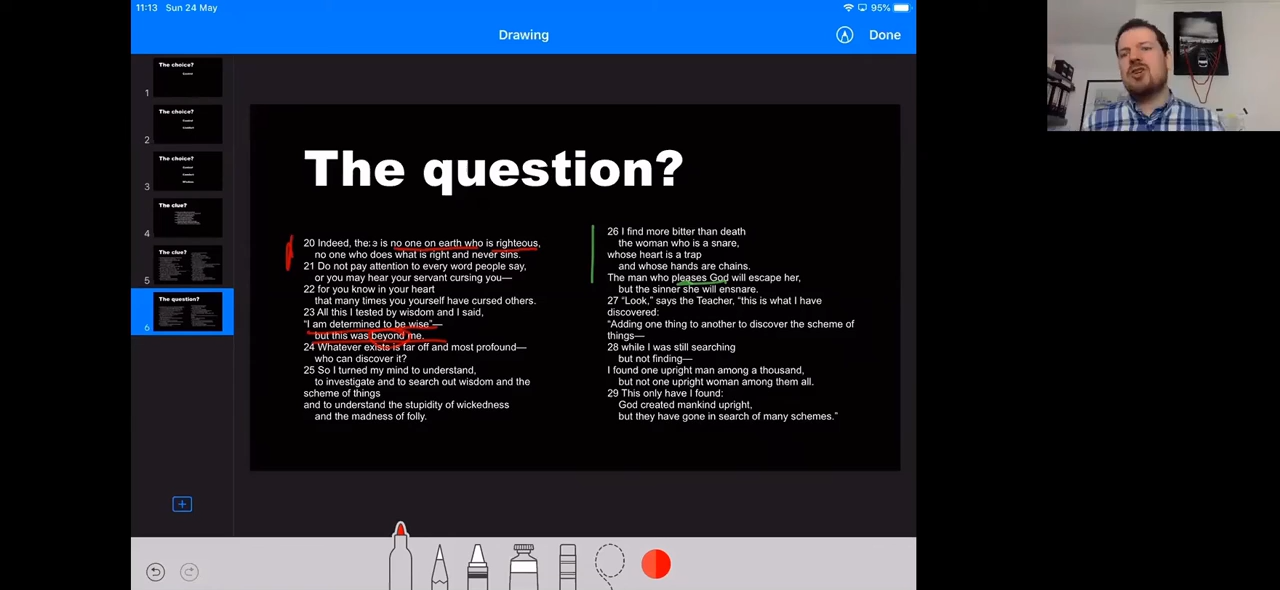 11:13 Sun 24 May
95%
Drawing
Done
The choice?
1
The choice?
2
The choice?
3
The clue?
4
The clue?
5
The question?
6
The question?
20 Indeed, there is no one on earth who is righteous,
no one who does what is right and never sins.
21 Do not pay attention to every word people say,
or you may hear your servant cursing you—
22 for you know in your heart
that many times you yourself have cursed others.
23 All this I tested by wisdom and I said,
“I am determined to be wise”—
but this was beyond me.
24 Whatever exists is far off and most profound—
who can discover it?
25 So I turned my mind to understand,
to investigate and to search out wisdom and the
scheme of things
and to understand the stupidity of wickedness
and the madness of folly.
26 I find more bitter than death
the woman who is a snare,
whose heart is a trap
and whose hands are chains.
The man who pleases God will escape her,
but the sinner she will ensnare.
27 “Look,” says the Teacher, “this is what I have
discovered:
“Adding one thing to another to discover the scheme of
things—
28 while I was still searching
but not finding—
I found one upright man among a thousand,
but not one upright woman among them all.
29 This only have I found:
God created mankind upright,
but they have gone in search of many schemes.”